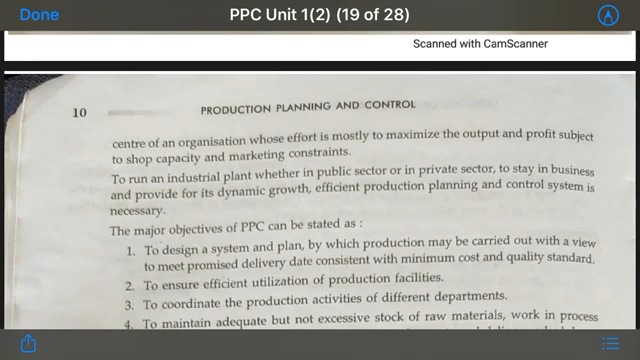 Done
PPC Unit 1(2) (19 of 28)
Scanned with CamScanner
10
PRODUCTION PLANNING AND CONTROL
centre of an organisation whose effort is mostly to maximize the output and profit subject
to shop capacity and marketing constraints.
To run an industrial plant whether in public sector or in private sector, to stay in business
and provide for its dynamic growth, efficient production planning and control system is
necessary.
The major objectives of PPC can be stated as :
1. To design a system and plan, by which production may be carried out with a view
to meet promised delivery date consistent with minimum cost and quality standard.
2. To ensure efficient utilization of production facilities.
3. To coordinate the production activities of different departments.
4. To maintain adequate but not excessive stock of raw materials, work in process